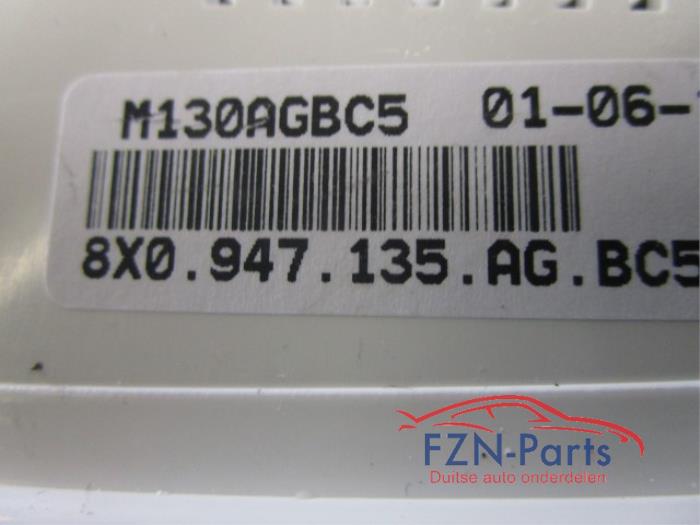 M130AGBC5 01-06-
8X0.947.135.AG.BC5
FZN-Parts
Duitse auto onderdelen